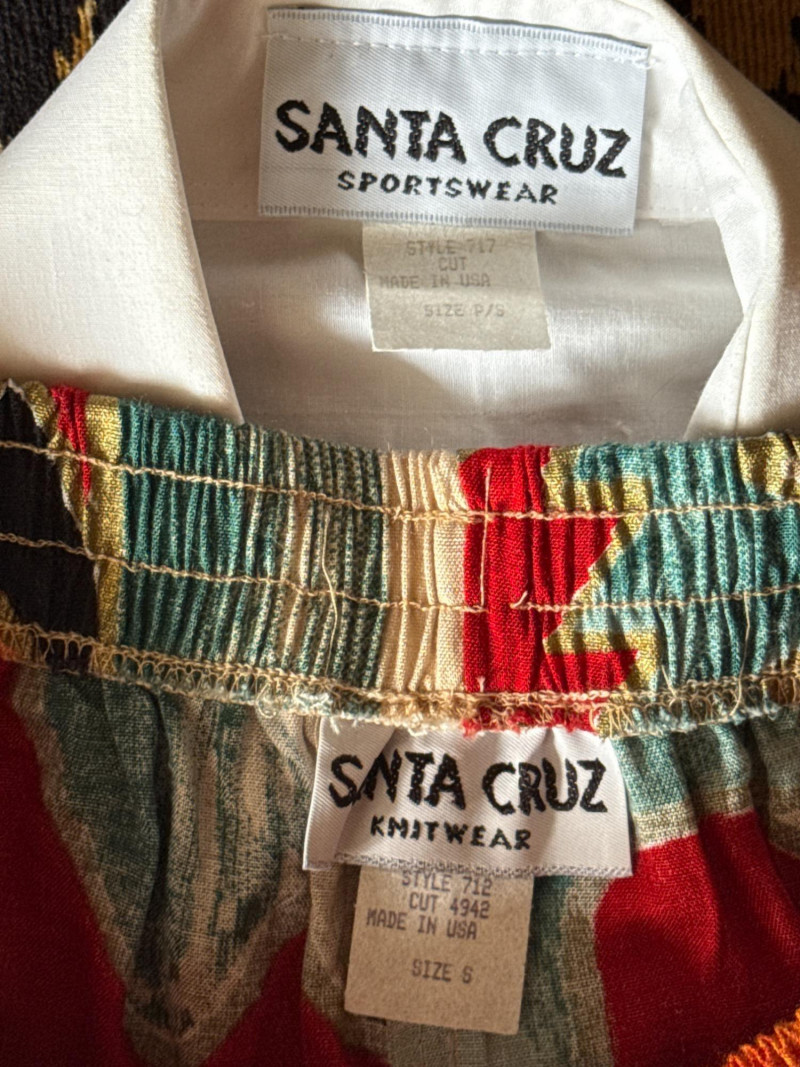 SANTA CRUZ
SPORTSWEAR
STYLE 717
CUT
MADE IN USA
SIZE P/S
SANTA CRUZ
KNITWEAR
STYLE 712
CUT 4942
MADE IN USA
SIZE 6